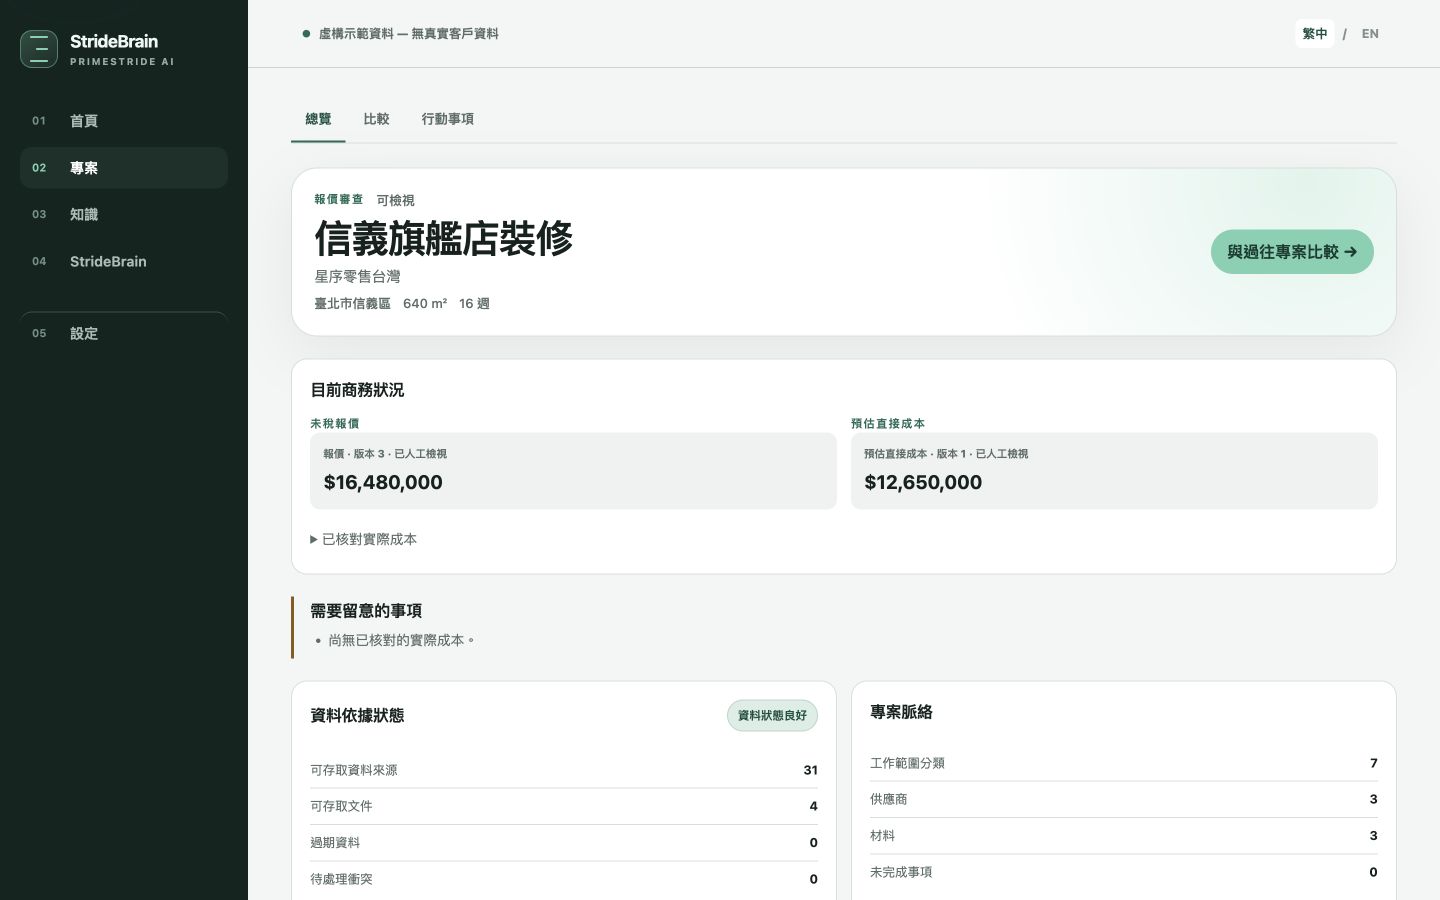 StrideBrain
PRIMESTRIDE AI
01 首頁
02 專案
03 知識
04 StrideBrain
05 設定
虛構示範資料 — 無真實客戶資料
繁中 / EN
總覽 比較 行動事項
報價審查 可檢視
信義旗艦店裝修
星序零售台灣
臺北市信義區 640 m² 16 週
與過往專案比較 →
目前商務狀況
未稅報價
報價 · 版本 3 · 已人工檢視
$16,480,000
預估直接成本
預估直接成本 · 版本 1 · 已人工檢視
$12,650,000
▶ 已核對實際成本
需要留意的事項
• 尚無已核對的實際成本。
資料依據狀態
資料狀態良好
可存取資料來源 31
可存取文件 4
過期資料 0
待處理衝突 0
專案脈絡
工作範圍分類 7
供應商 3
材料 3
未完成事項 0